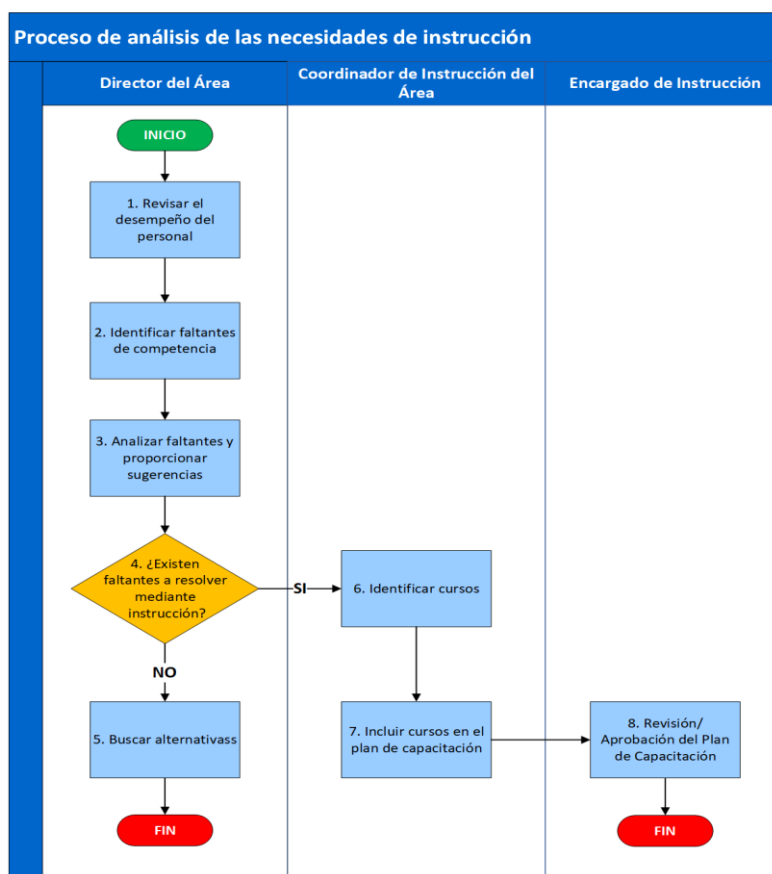 Proceso de análisis de las necesidades de instrucción
Director del Área
Coordinador de Instrucción del
Área
Encargado de Instrucción
INICIO
1. Revisar el
desempeño del
personal
2. Identificar faltantes
de competencia
3. Analizar faltantes y
proporcionar
sugerencias
4. ¿Existen
faltantes a resolver
mediante
instrucción?
SI
6. Identificar cursos
NO
5. Buscar alternativass
7. Incluir cursos en el
plan de capacitación
8. Revisión/
Aprobación del Plan
de Capacitación
FIN
FIN